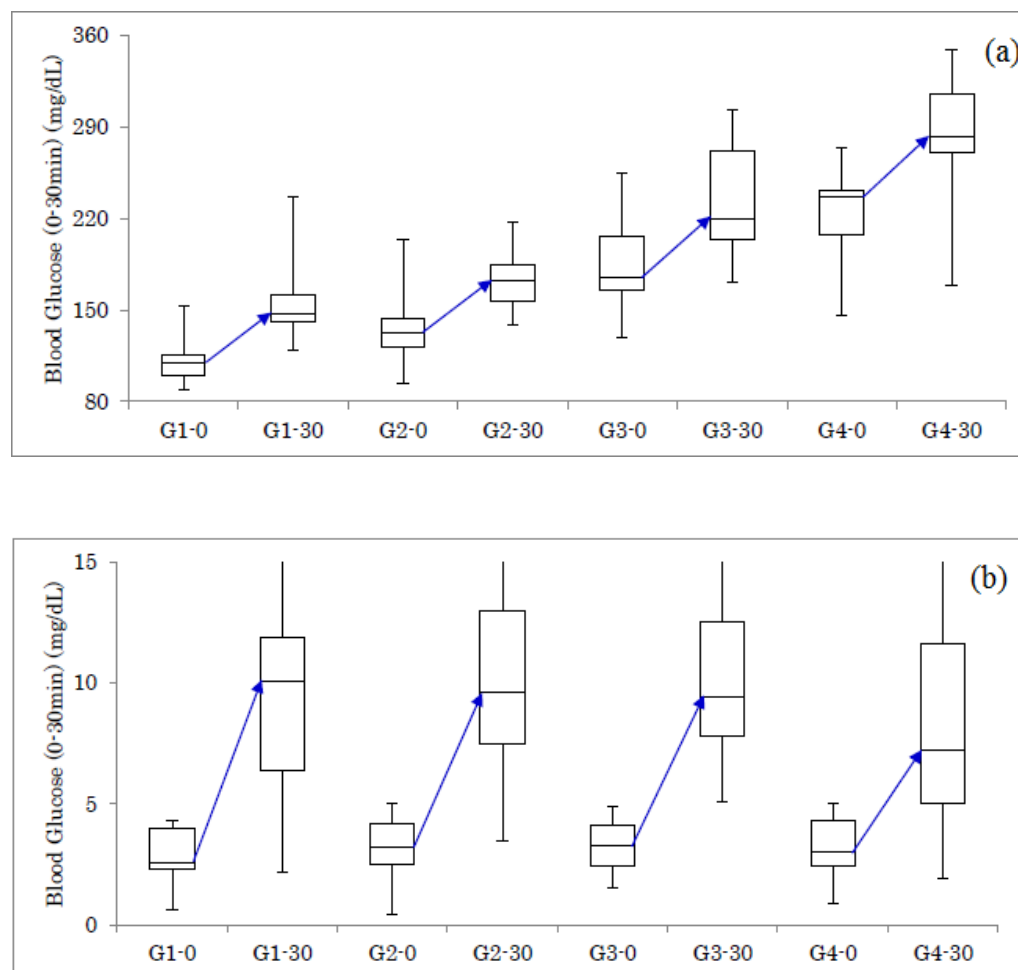 (a)
Blood Glucose (0-30min) (mg/dL)
360
290
220
150
80
G1-0 G1-30 G2-0 G2-30 G3-0 G3-30 G4-0 G4-30
(b)
Blood Glucose (0-30min) (mg/dL)
15
10
5
0
G1-0 G1-30 G2-0 G2-30 G3-0 G3-30 G4-0 G4-30